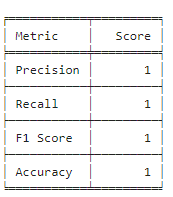 Metric Score
Precision 1
Recall 1
F1 Score 1
Accuracy 1